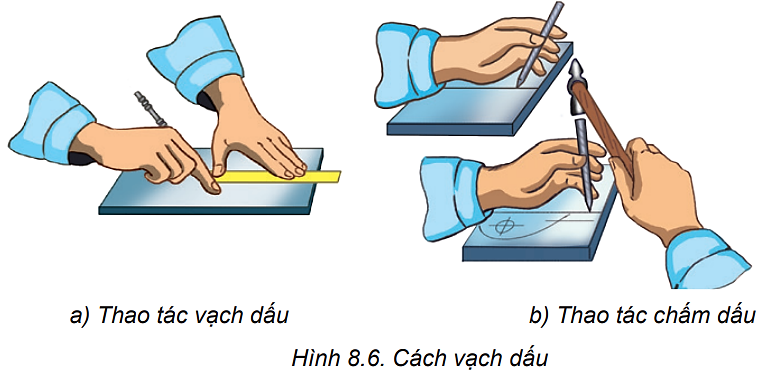 a) Thao tác vạch dấu
b) Thao tác chấm dấu
Hình 8.6. Cách vạch dấu